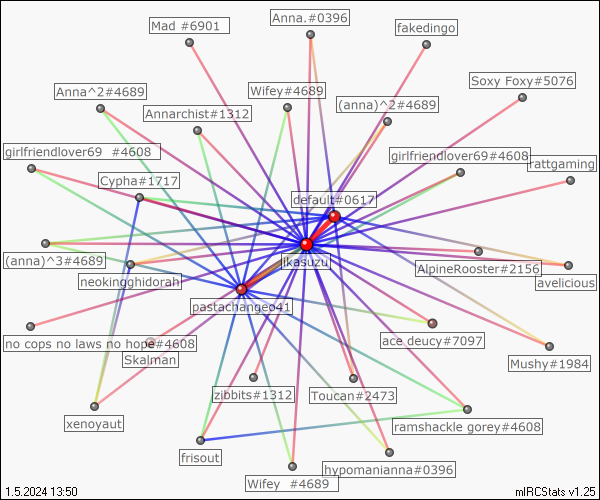 Mad #6901
Anna.#0396
fakedingo
Soxy Foxy#5076
Anna^2#4689
Wifey#4689
(anna)^2#4689
Annarchist#1312
girlfriendlover69 #4608
girlfriendlover69#4608
rattgaming
Cypha#1717
default#0617
(anna)^3#4689
jkasuzu
AlpineRooster#2156
neokingghidorah
avelicious
pastachangeo41
no cops no laws no hope#4608
ace deucy#7097
Skalman
Mushy#1984
zibbits#1312
Toucan#2473
xenoyaut
ramshackle gorey#4608
frisout
hypomanianna#0396
Wifey #4689
1.5.2024 13:50
mIRCStats v1.25